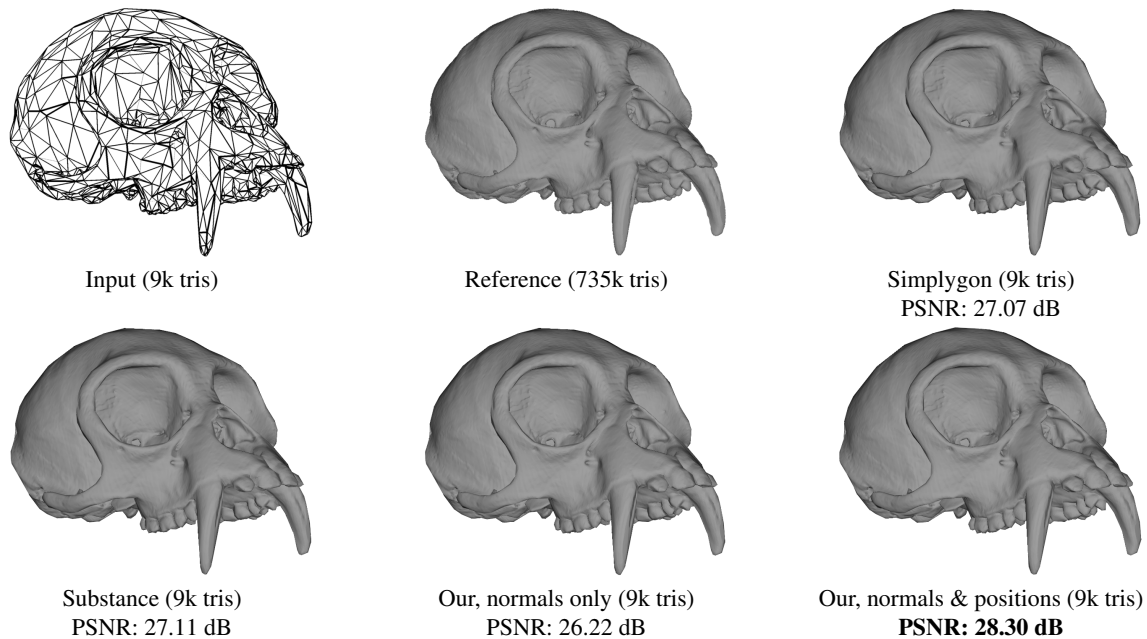 Input (9k tris)
Reference (735k tris)
Simplygon (9k tris)
PSNR: 27.07 dB
Substance (9k tris)
PSNR: 27.11 dB
Our, normals only (9k tris)
PSNR: 26.22 dB
Our, normals & positions (9k tris)
PSNR: 28.30 dB